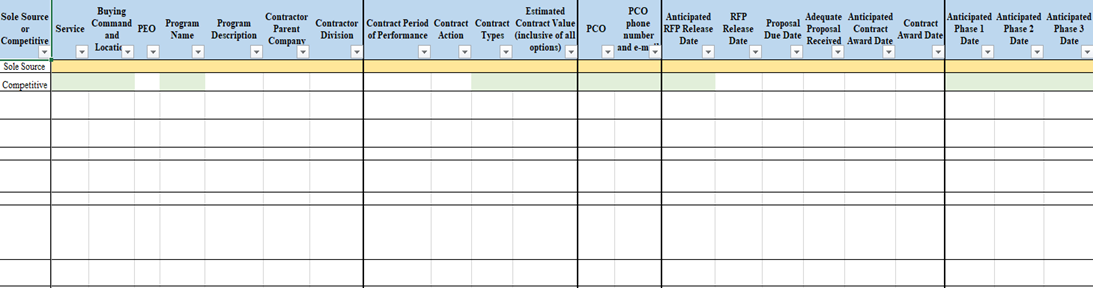 Sole Source
or
Competitive
Service
Buying
Command
and
PEO
Program
Name
Program
Description
Contractor
Parent
Company
Contractor
Division
Contract Period
of Performance
Contract
Action
Contract
Types
Estimated
Contract Value
(inclusive of all
options)
PCO
PCO
phone
number
and
Anticipated
RFP Release
Date
RFP
Release
Date
Proposal
Due Date
Adequate
Proposal
Received
Anticipated
Contract
Award Date
Contract
Award Date
Anticipated
Phase 1
Date
Anticipated
Phase 2
Date
Anticipated
Phase 3
Date
Sole Source
Competitive